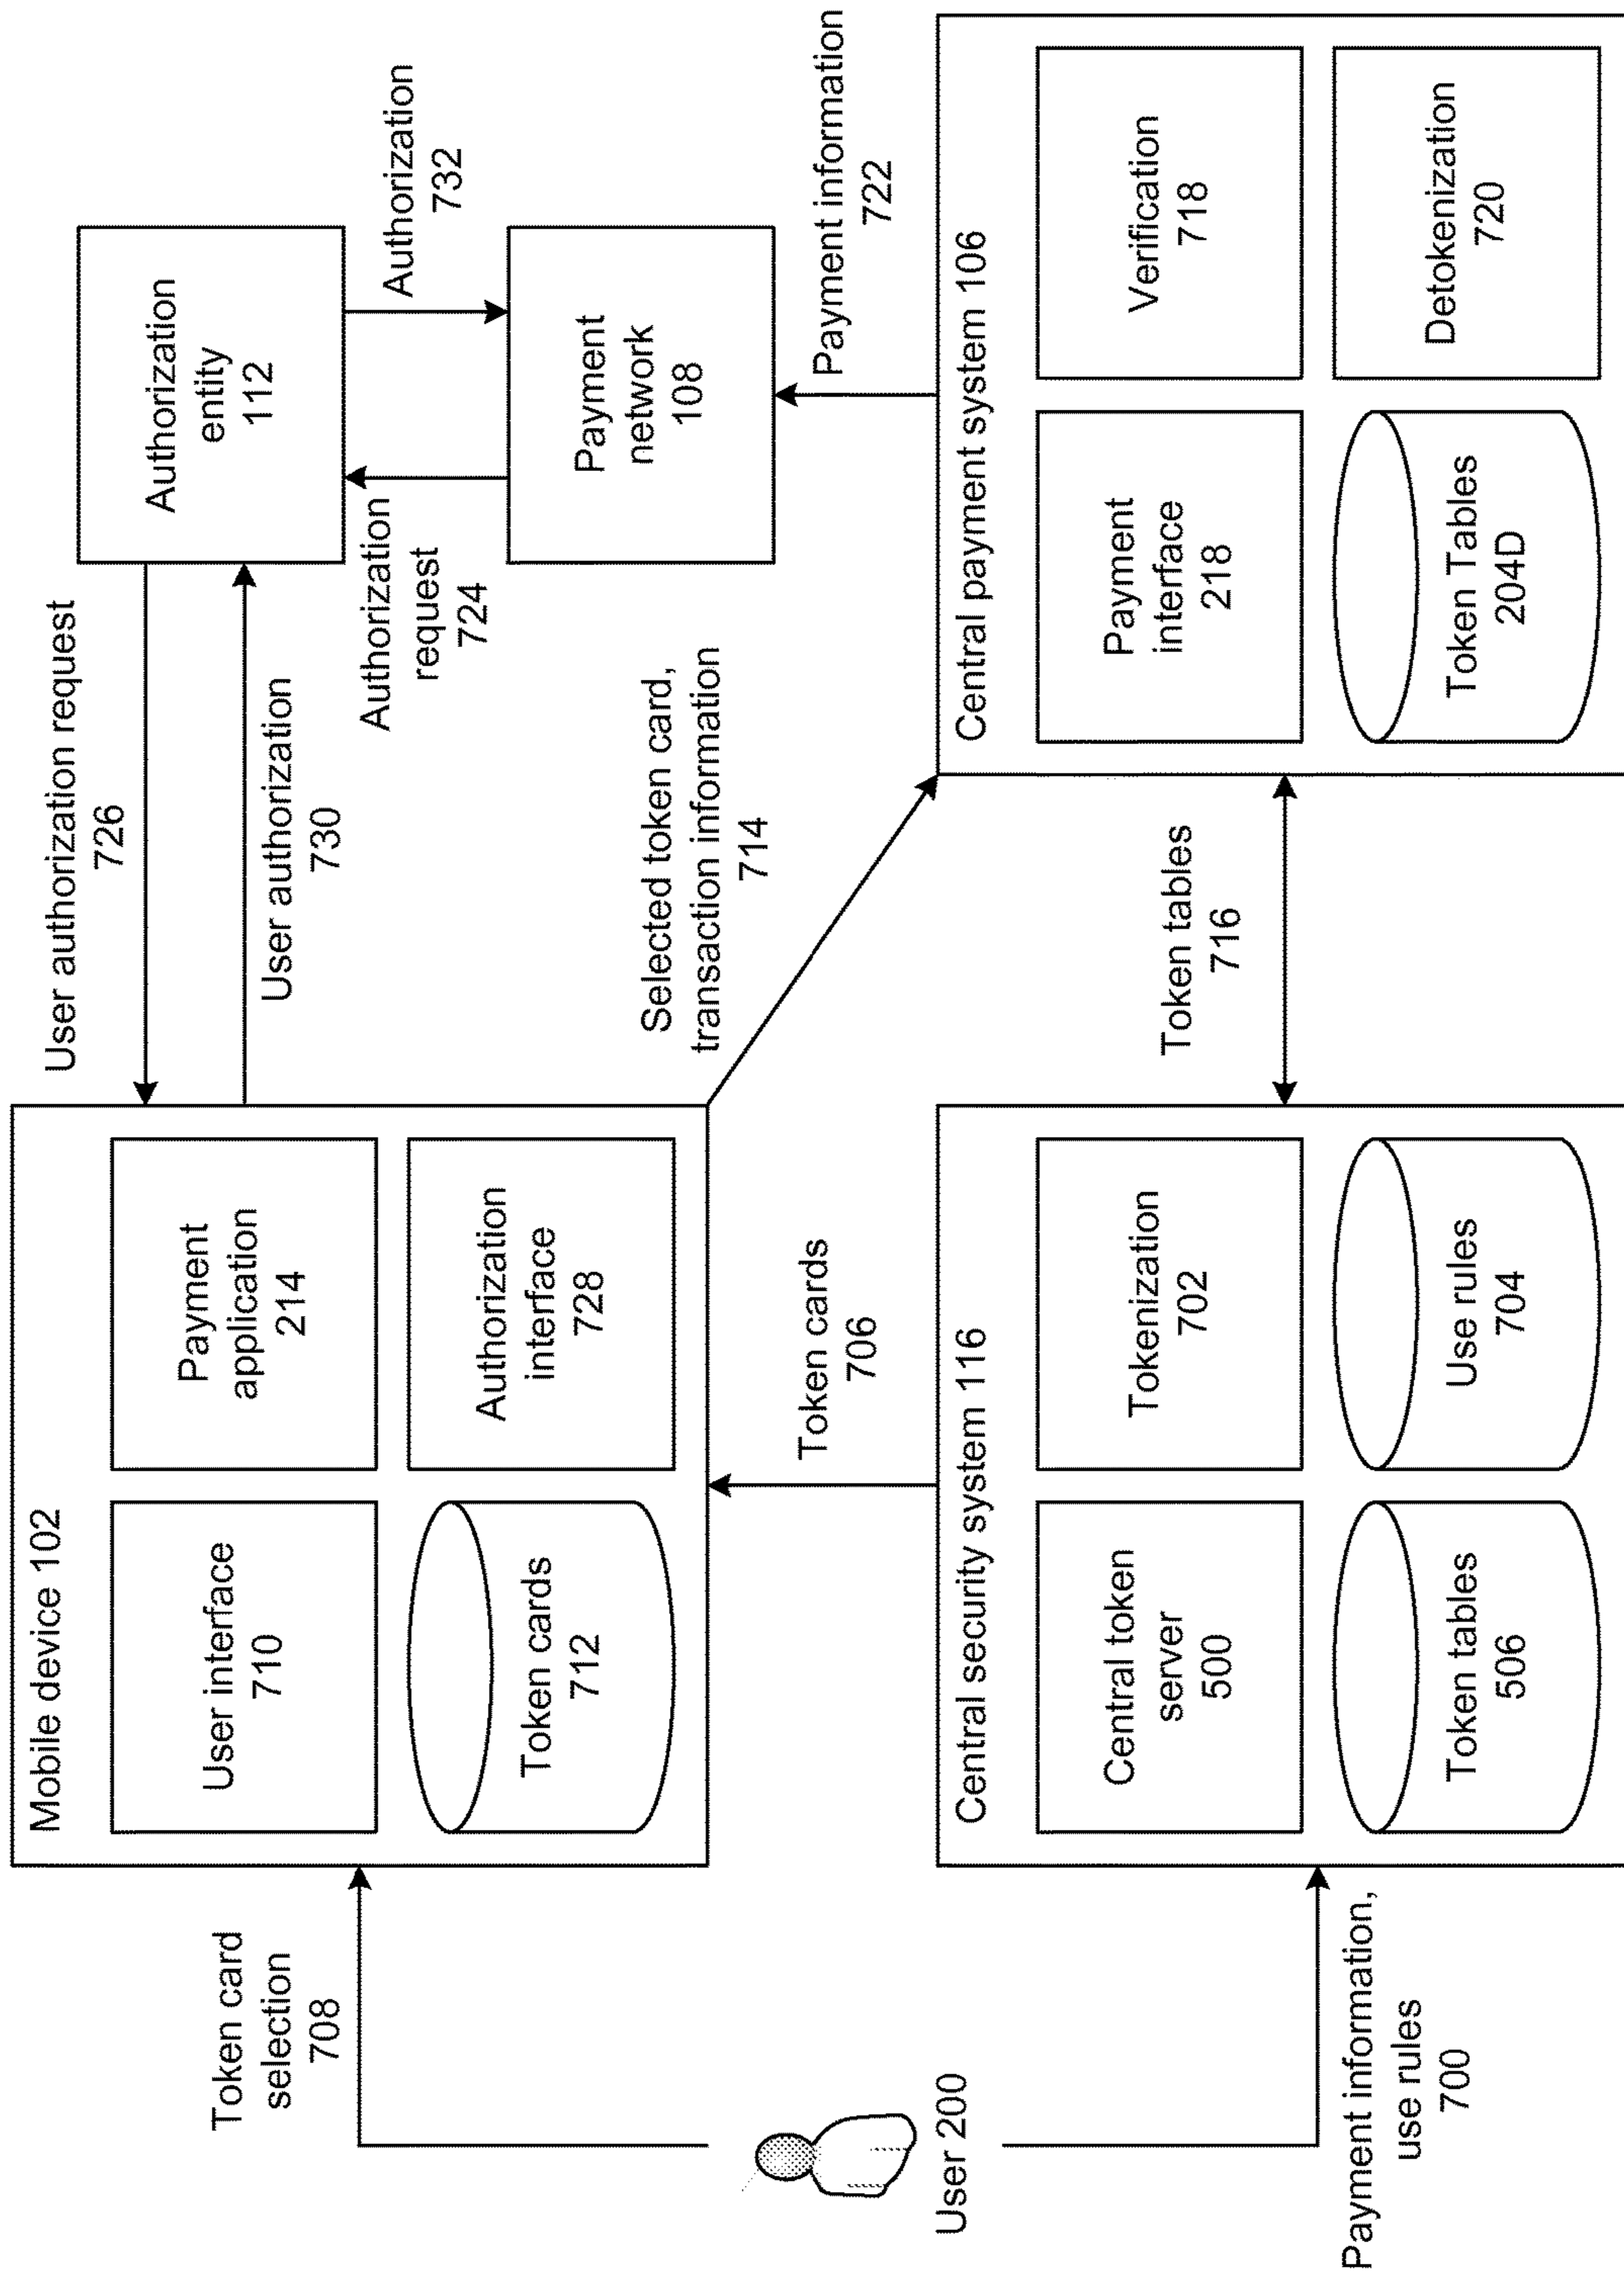 Token card
selection
708
User 200
Payment information,
use rules
700
Mobile device 102
User interface
710
Payment
application
214
Token cards
712
Authorization
interface
728
Token cards
706
Central security system 116
Central token
server
500
Tokenization
702
Token tables
506
Use rules
704
User authorization request
726
User authorization
730
Selected token card,
transaction information
714
Token tables
716
Authorization
entity
112
Authorization
request
724
Authorization
732
Payment
network
108
Payment information
722
Central payment system 106
Payment
interface
218
Verification
718
Token Tables
204D
Detokenization
720